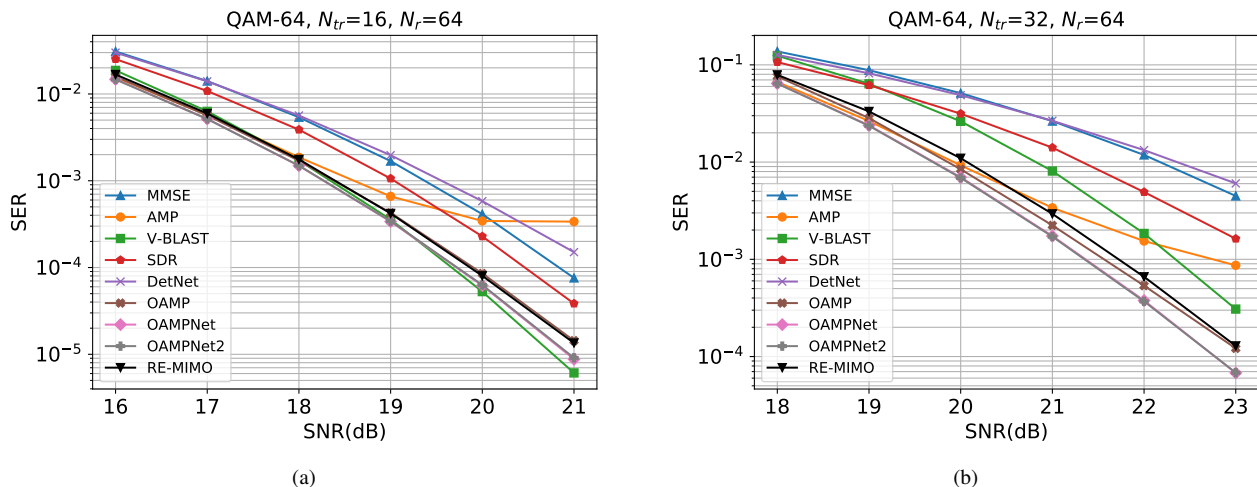 QAM-64, N_tr=16, N_r=64
SER
10^-2
10^-3
10^-4
10^-5
MMSE
AMP
V-BLAST
SDR
DetNet
OAMP
OAMPNet
OAMPNet2
RE-MIMO
16 17 18 19 20 21
SNR(dB)
(a)
QAM-64, N_tr=32, N_r=64
SER
10^-1
10^-2
10^-3
10^-4
MMSE
AMP
V-BLAST
SDR
DetNet
OAMP
OAMPNet
OAMPNet2
RE-MIMO
18 19 20 21 22 23
SNR(dB)
(b)